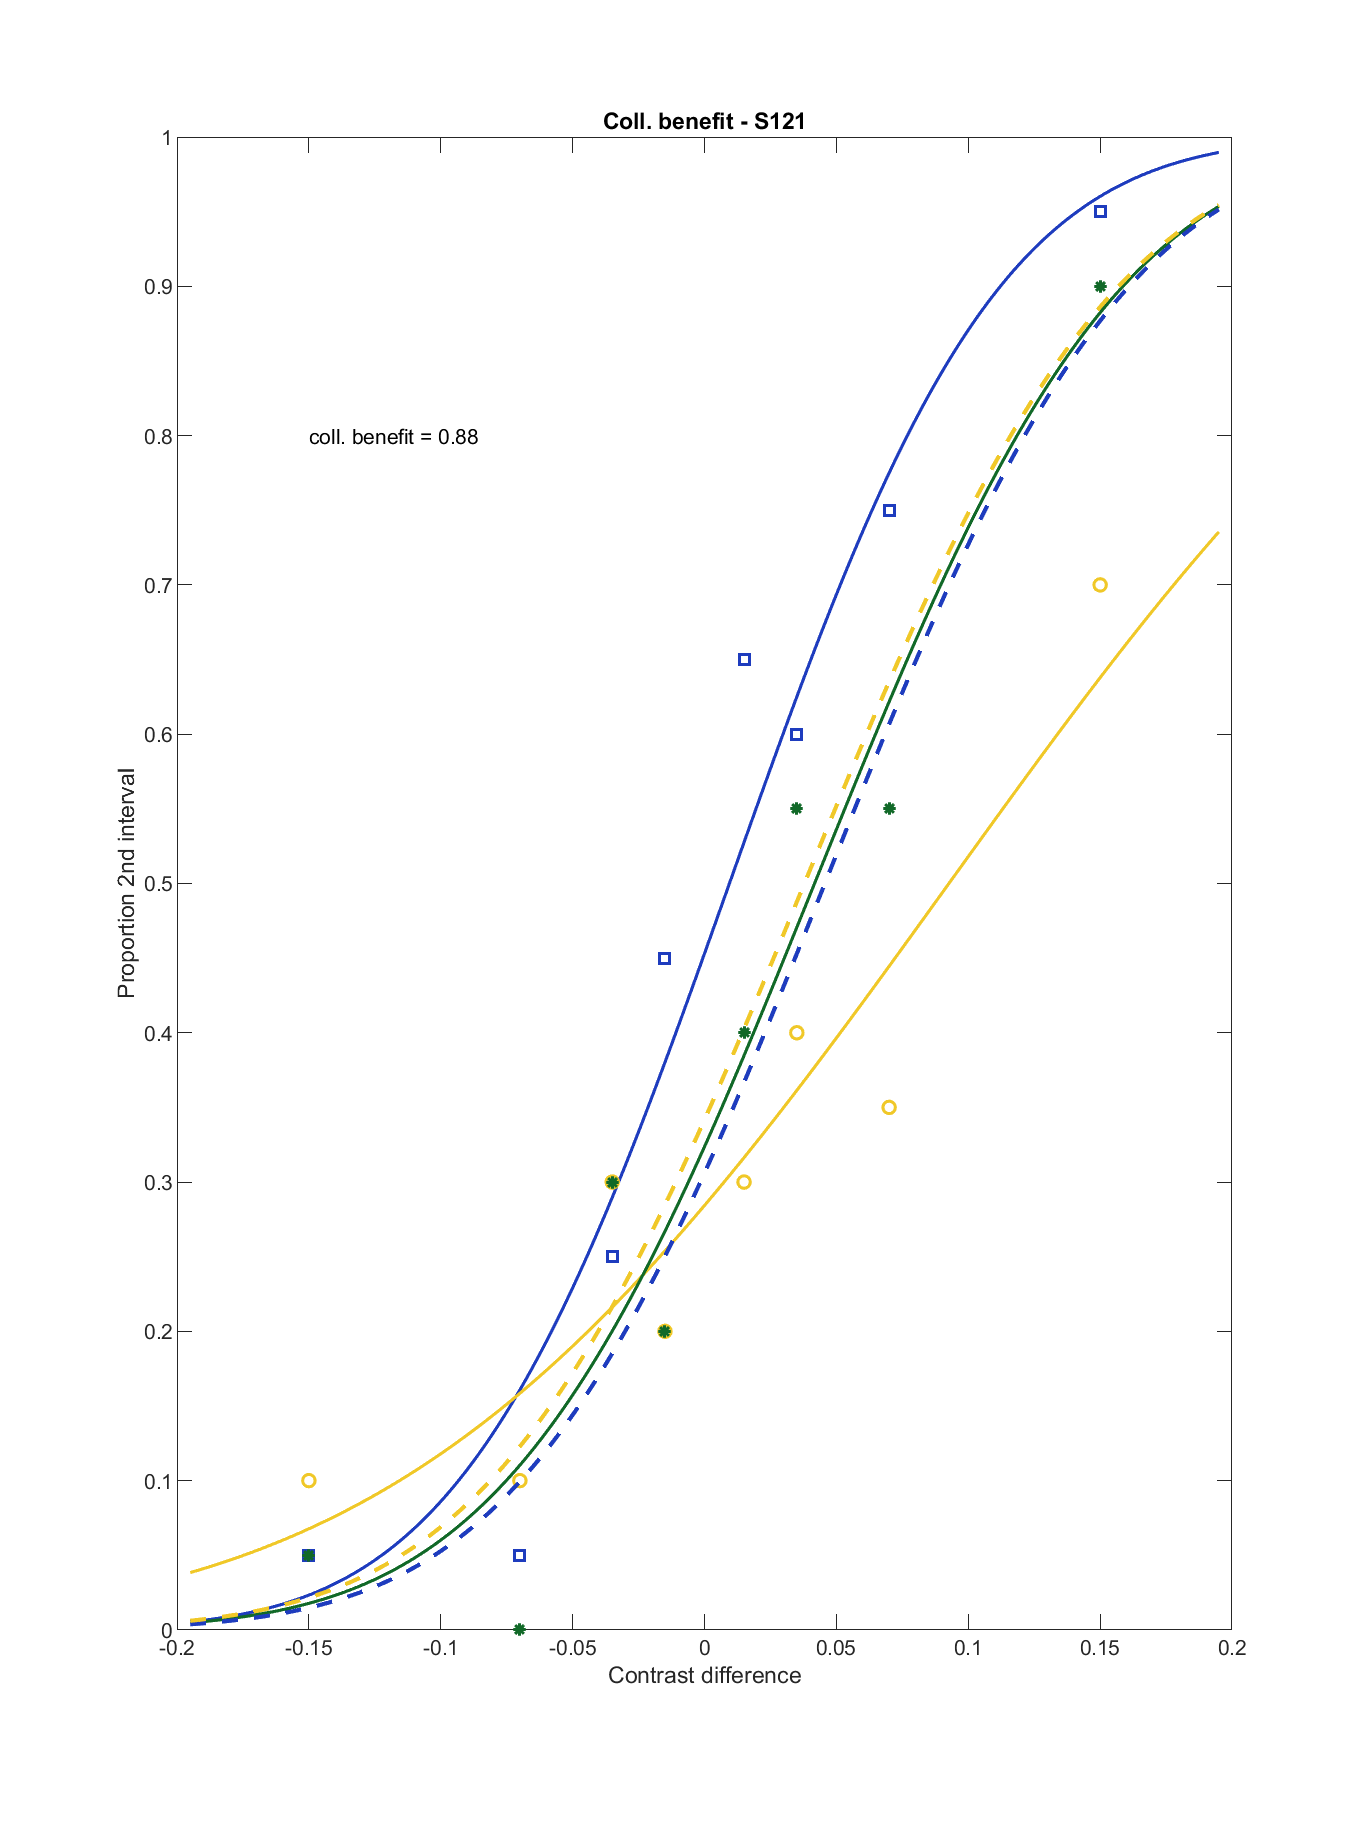 Coll. benefit - S121
1
0.9
0.8
0.7
0.6
0.5
0.4
0.3
0.2
0.1
0
coll. benefit = 0.88
Proportion 2nd interval
-0.2 -0.15 -0.1 -0.05 0 0.05 0.1 0.15 0.2
Contrast difference